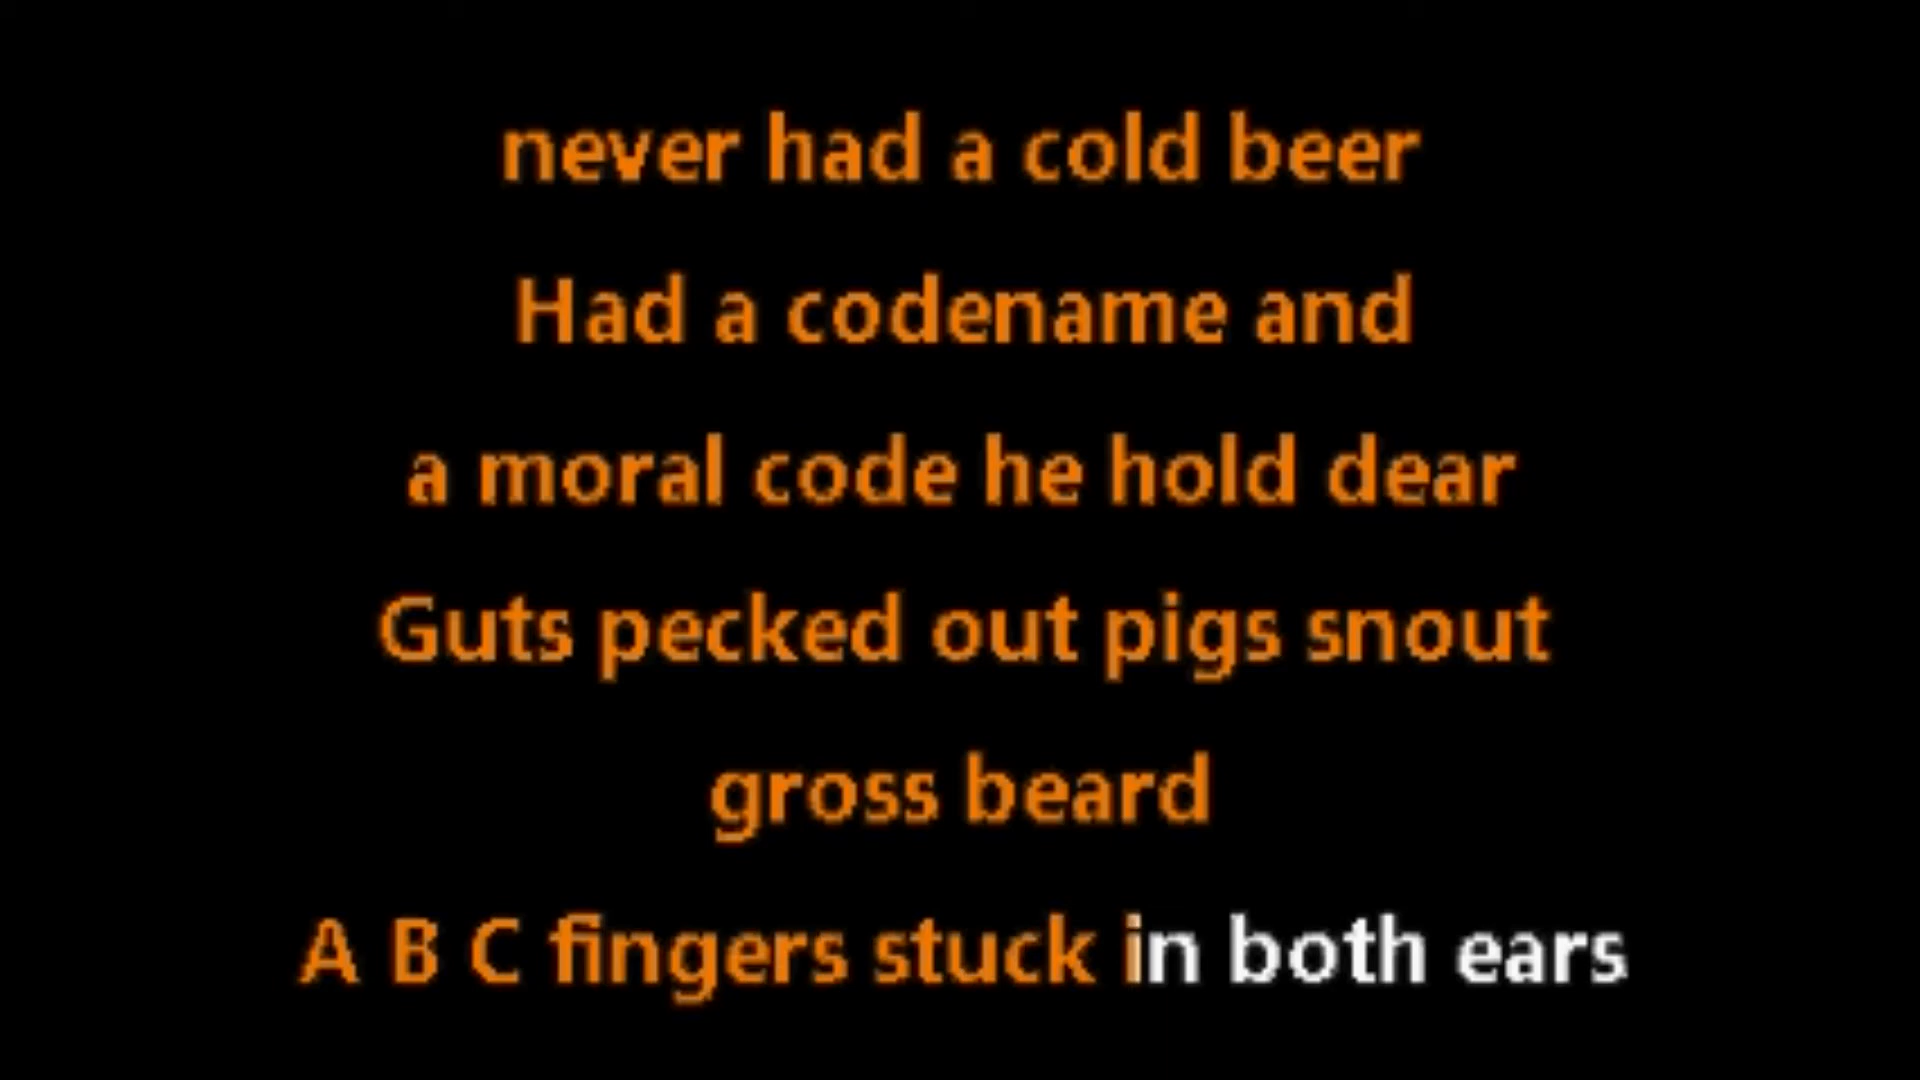 never had a cold beer
Had a codename and
a moral code he hold dear
Guts pecked out pigs snout
gross beard
A B C fingers stuck in both ears